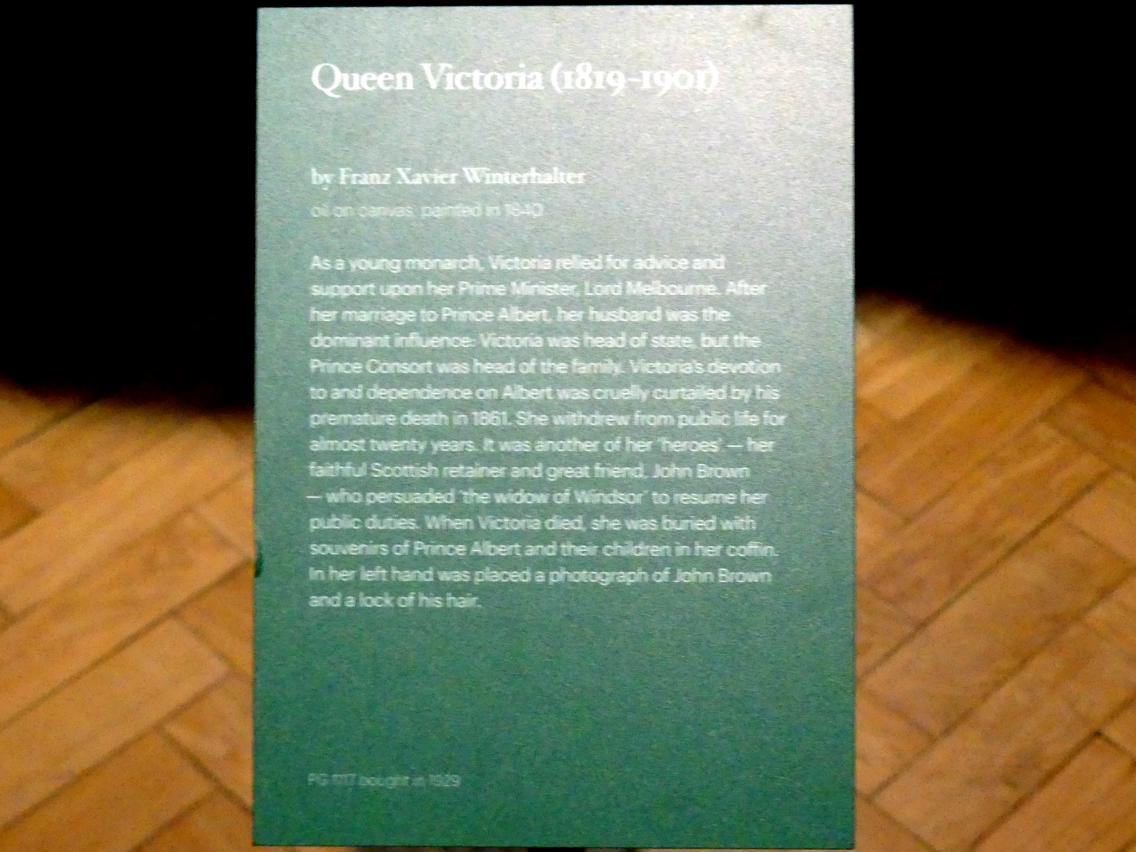 Queen Victoria (1819–1901)
by Franz Xavier Winterhalter
oil on canvas, painted in 1840
As a young monarch, Victoria relied for advice and
support upon her Prime Minister, Lord Melbourne. After
her marriage to Prince Albert, her husband was the
dominant influence: Victoria was head of state, but the
Prince Consort was head of the family. Victoria's devotion
to and dependence on Albert was cruelly curtailed by his
premature death in 1861. She withdrew from public life for
almost twenty years. It was another of her 'heroes' — her
faithful Scottish retainer and great friend, John Brown
— who persuaded 'the widow of Windsor' to resume her
public duties. When Victoria died, she was buried with
souvenirs of Prince Albert and their children in her coffin.
In her left hand was placed a photograph of John Brown
and a lock of his hair.
PG 1117 bought in 1929